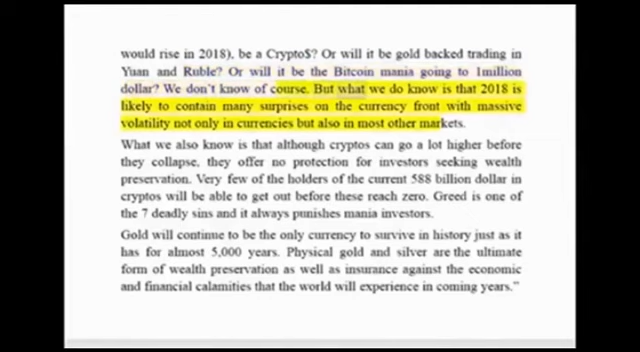 would rise in 2018), be a Crypto$? Or will it be gold backed trading in
Yuan and Ruble? Or will it be the Bitcoin mania going to 1million
dollar? We don't know of course. But what we do know is that 2018 is
likely to contain many surprises on the currency front with massive
volatility not only in currencies but also in most other markets.
What we also know is that although cryptos can go a lot higher before
they collapse, they offer no protection for investors seeking wealth
preservation. Very few of the holders of the current 588 billion dollar in
cryptos will be able to get out before these reach zero. Greed is one of
the 7 deadly sins and it always punishes mania investors.
Gold will continue to be the only currency to survive in history just as it
has for almost 5,000 years. Physical gold and silver are the ultimate
form of wealth preservation as well as insurance against the economic
and financial calamities that the world will experience in coming years."